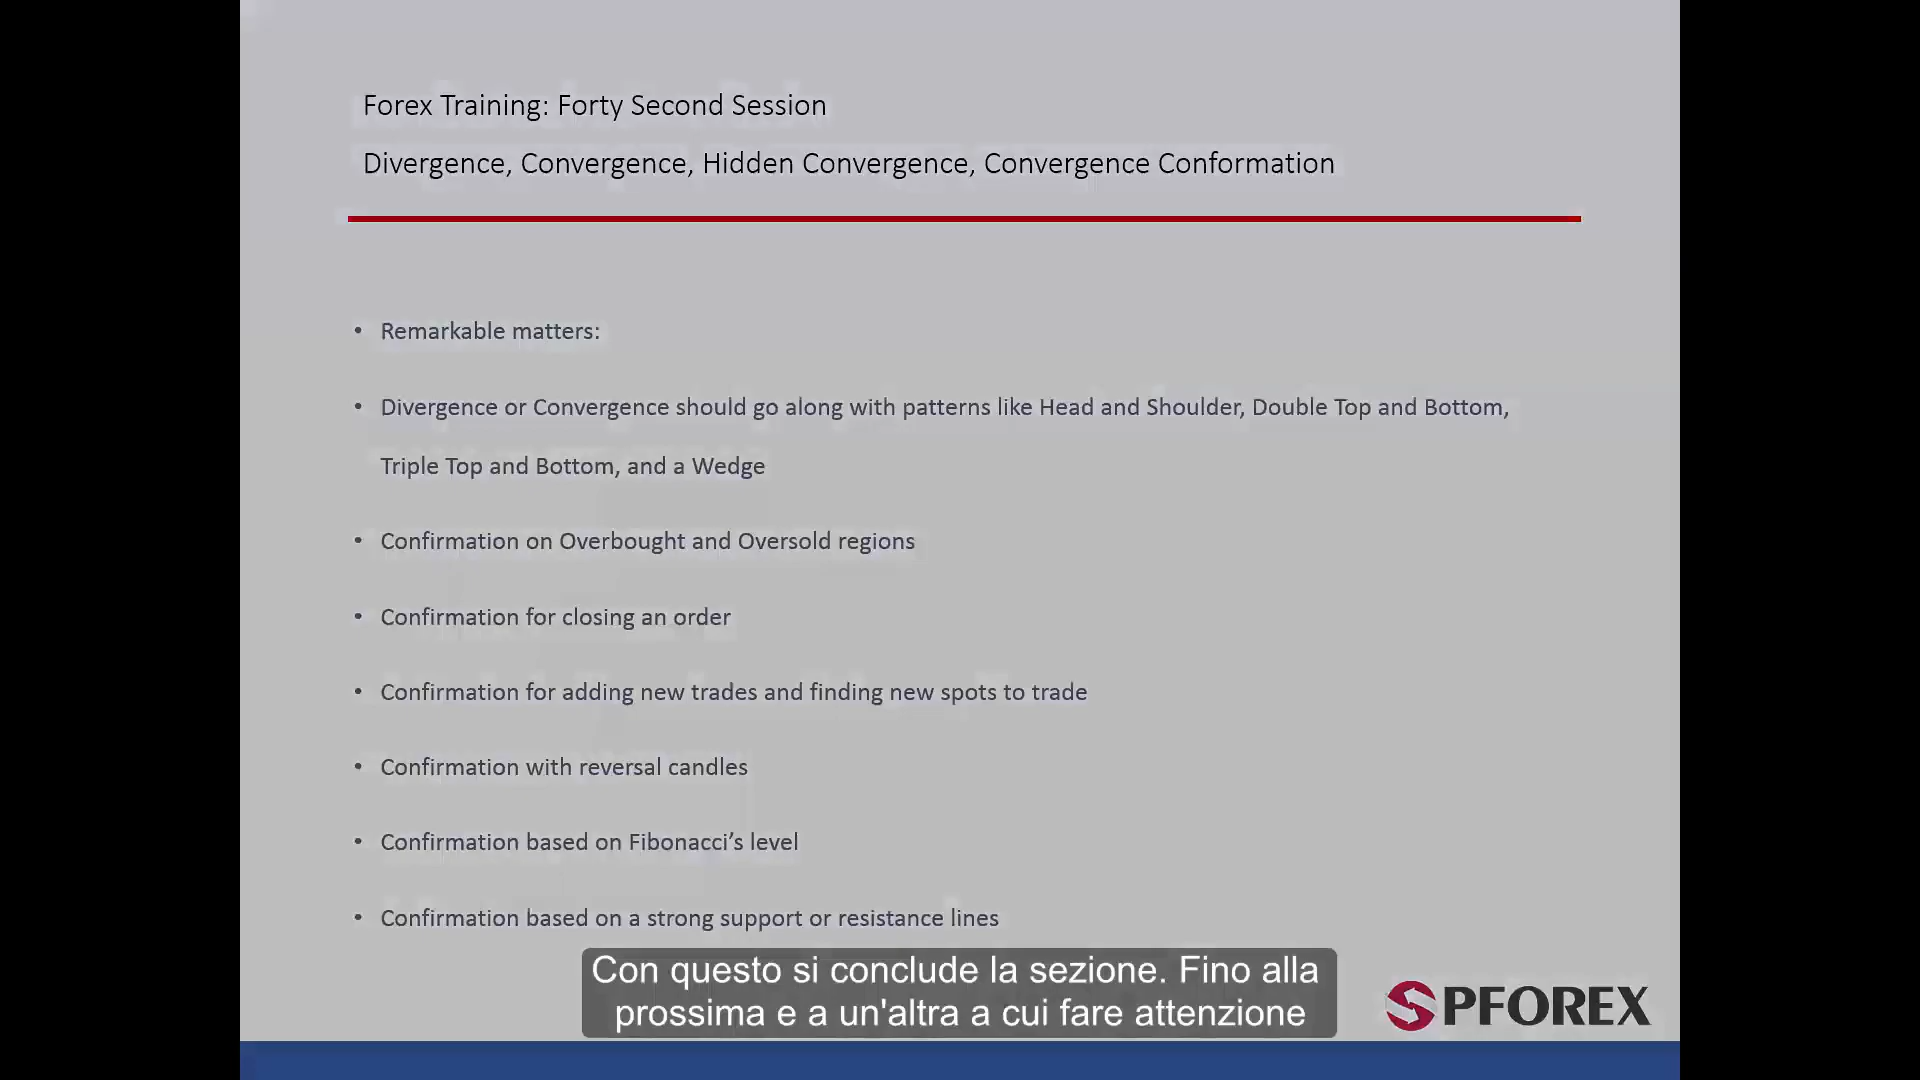 Forex Training: Forty Second Session
Divergence, Convergence, Hidden Convergence, Convergence Conformation
• Remarkable matters:
• Divergence or Convergence should go along with patterns like Head and Shoulder, Double Top and Bottom,
Triple Top and Bottom, and a Wedge
• Confirmation on Overbought and Oversold regions
• Confirmation for closing an order
• Confirmation for adding new trades and finding new spots to trade
• Confirmation with reversal candles
• Confirmation based on Fibonacci’s level
• Confirmation based on a strong support or resistance lines
Con questo si conclude la sezione. Fino alla
prossima e a un'altra a cui fare attenzione
SPFOREX